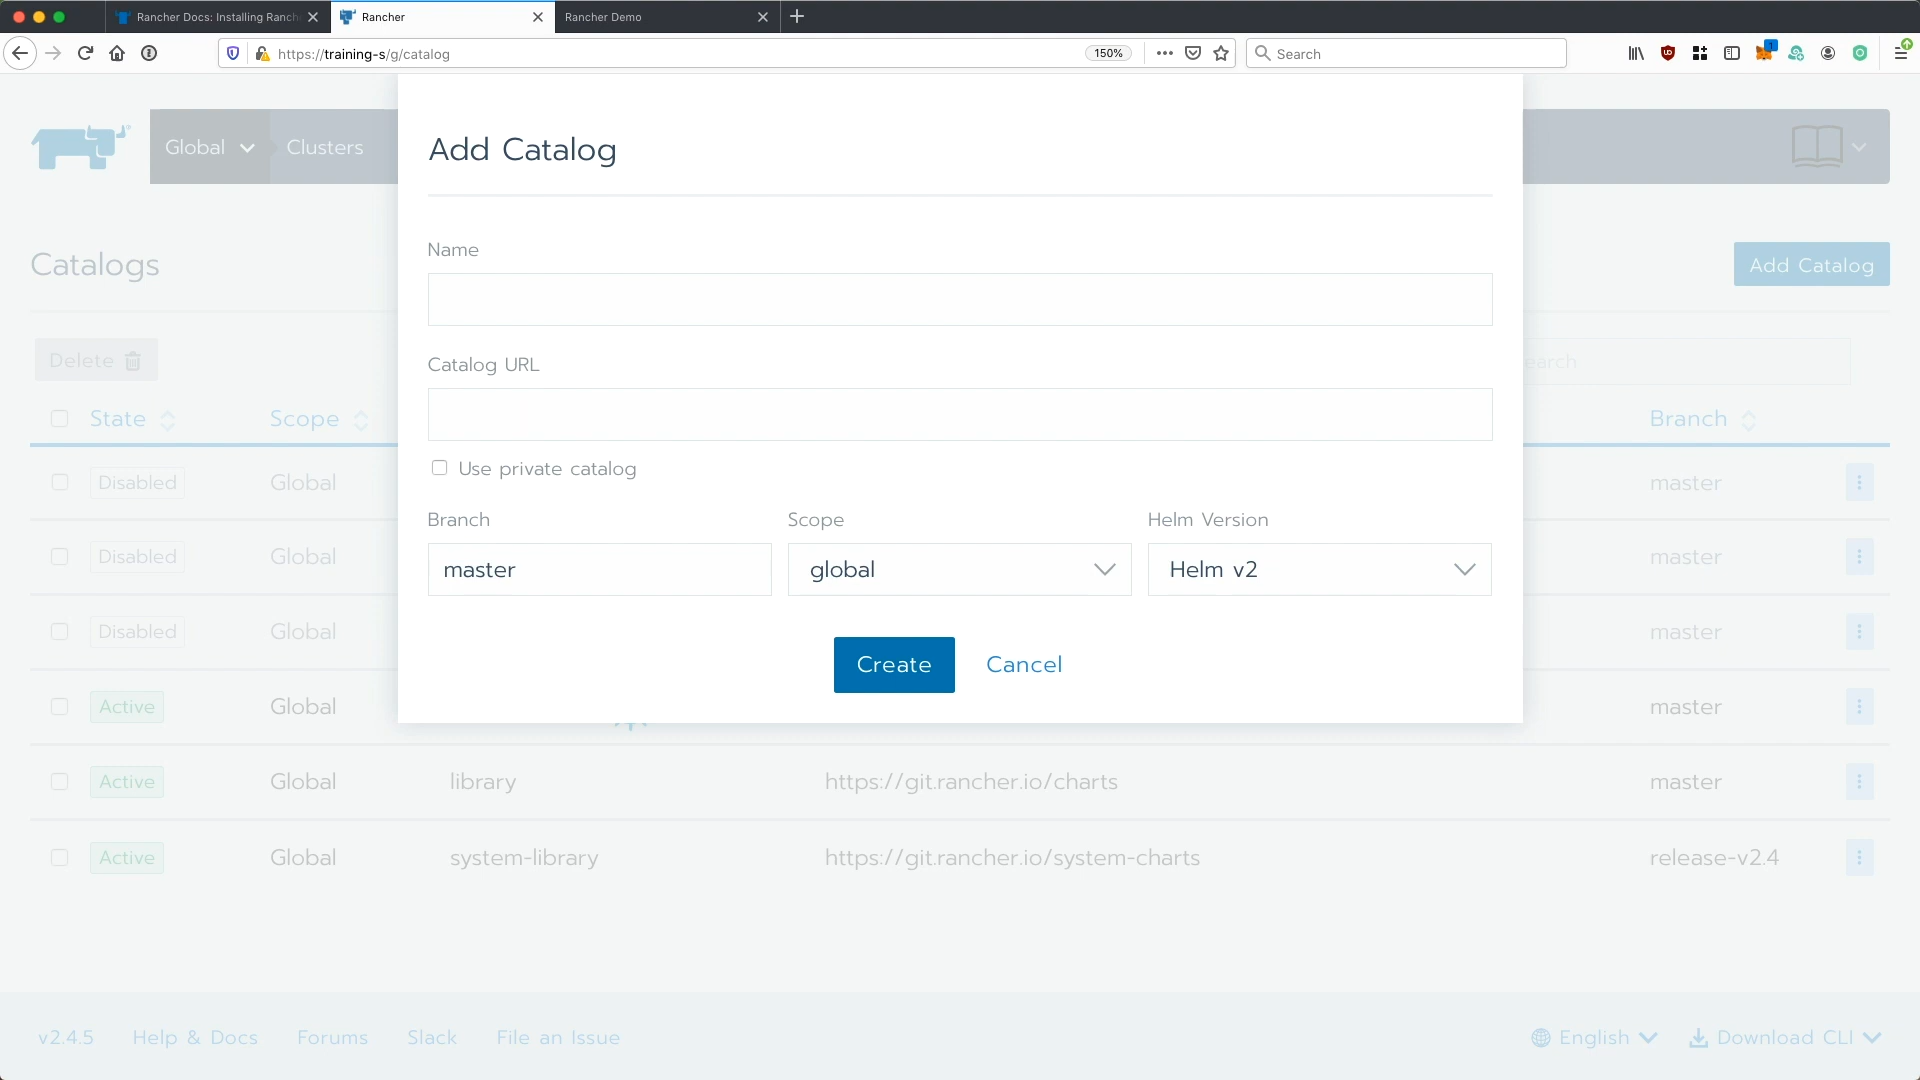 Rancher Docs: Installing Ranch
Rancher
Rancher Demo
https://training-s/g/catalog
150%
Search
1
Global
Clusters
Add Catalog
Name
Catalogs
Add Catalog
Catalog URL
Delete
earch
State
Scope
Branch
Use private catalog
Disabled
Global
master
Branch
Scope
Helm Version
master
global
Helm v2
Disabled
Global
master
Disabled
Global
master
Create
Cancel
Active
Global
master
Active
Global
library
https://git.rancher.io/charts
master
Active
Global
system-library
https://git.rancher.io/system-charts
release-v2.4
v2.4.5
Help & Docs
Forums
Slack
File an Issue
English
Download CLI